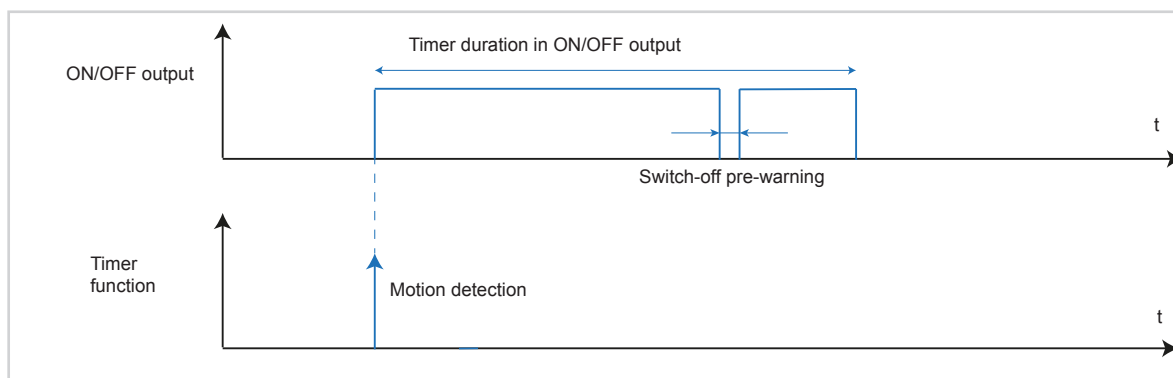 Timer duration in ON/OFF output
ON/OFF output
t
Switch-off pre-warning
Timer
function
Motion detection
t